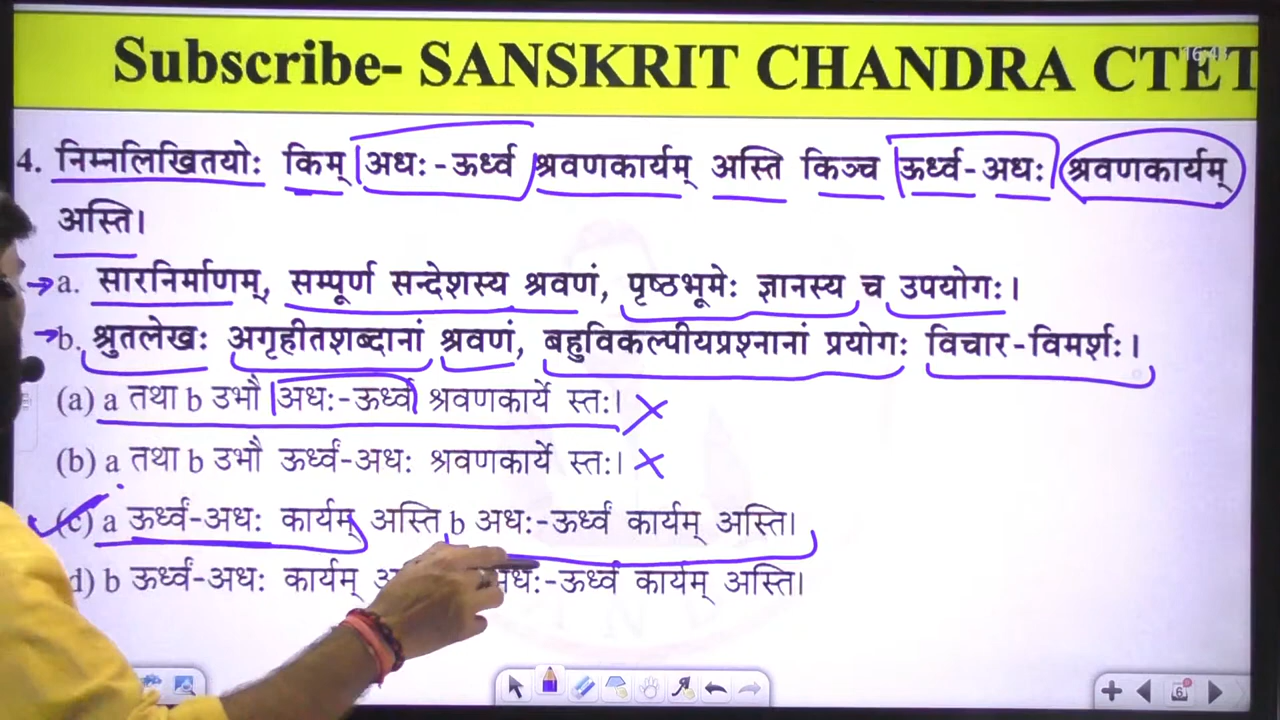 Subscribe- SANSKRIT CHANDRA CTET
4. निम्नलिखितयोः किम् अधः-ऊर्ध्व श्रवणकार्यम् अस्ति किञ्च ऊर्ध्व-अधः श्रवणकार्यम्
अस्ति।
a. सारनिर्माणम्, सम्पूर्ण सन्देशस्य श्रवणं, पृष्ठभूमेः ज्ञानस्य च उपयोगः।
b. श्रुतलेखः अगृहीतशब्दानां श्रवणं, बहुविकल्पीयप्रश्नानां प्रयोगः विचार-विमर्शः।
(a) a तथा b उभौ अधः-ऊर्ध्वं श्रवणकार्ये स्तः।
(b) a तथा b उभौ ऊर्ध्वं-अधः श्रवणकार्ये स्तः।
(c) a ऊर्ध्वं-अधः कार्यम् अस्ति b अधः-ऊर्ध्वं कार्यम् अस्ति।
d) b ऊर्ध्वं-अधः कार्यम् अधः-ऊर्ध्वं कार्यम् अस्ति।
6